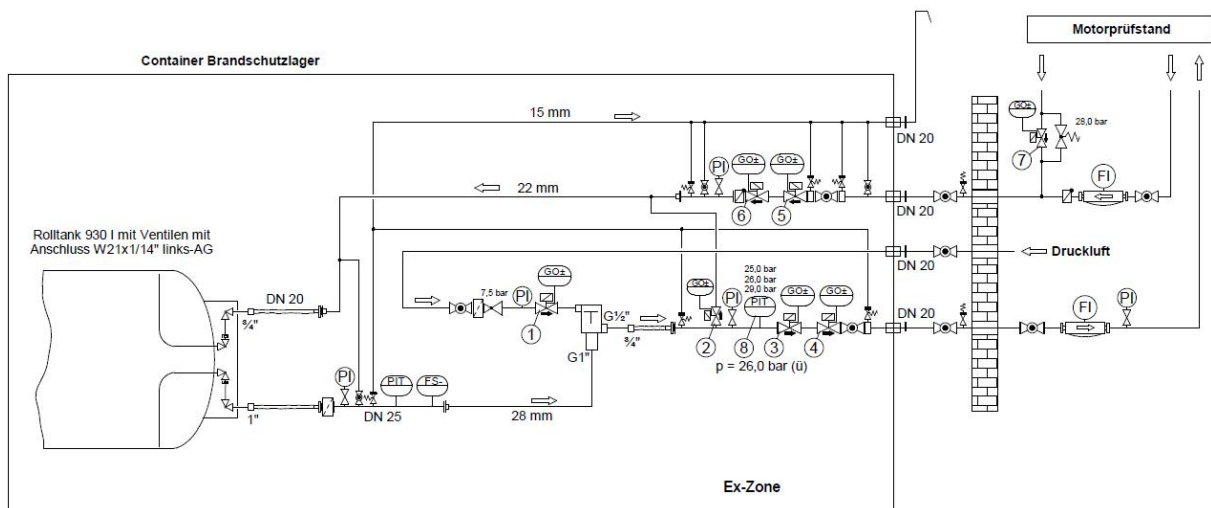 Motorprüfstand
Container Brandschutzlager
15 mm
DN 20
GO±
28,0 bar
7
PI
GO±
GO±
FI
22 mm
6
5
DN 20
DN 20
Rolltank 930 l mit Ventilen mit
Anschluss W21x1/14" links-AG
Druckluft
DN 20
DN 20
¾"
7,5 bar
PI
GO±
1
G½"
G1"
¾"
GO±
PI
25,0 bar
26,0 bar
29,0 bar
PIT
GO±
GO±
2
8
3
4
p = 26,0 bar (ü)
DN 20
FI
PI
PI
PIT
FS-
1"
DN 25
28 mm
Ex-Zone